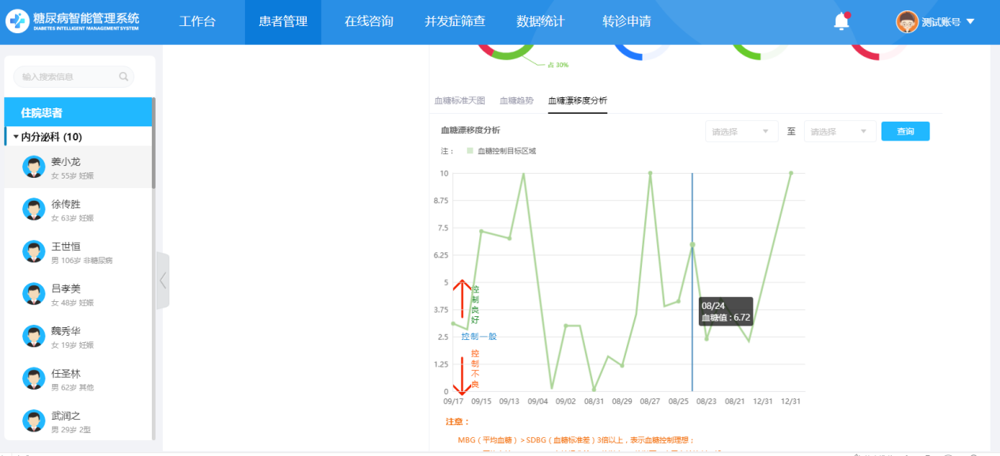 糖尿病智能管理系统
DIABETES INTELLIGENT MANAGEMENT SYSTEM
工作台 患者管理 在线咨询 并发症筛查 数据统计 转诊申请
测试账号
输入搜索信息
住院患者
内分泌科 (10)
姜小龙
女 55岁 妊娠
徐传胜
女 63岁 妊娠
王世恒
男 106岁 非糖尿病
吕孝美
女 48岁 妊娠
魏秀华
女 19岁 妊娠
任圣林
男 62岁 其他
武润之
男 29岁 2型
占 30%
血糖标准天图 血糖趋势 血糖漂移度分析
血糖漂移度分析
请选择 至 请选择 查询
注： 血糖控制目标区域
10
8.75
7.5
6.25
5
3.75
2.5
1.25
0
控制良好
控制一般
控制不良
08/24
血糖值 : 6.72
09/17 09/15 09/13 09/04 09/02 08/31 08/29 08/27 08/25 08/23 08/21 12/31 12/31
注意：
MBG（平均血糖）> SDBG（血糖标准差）3倍以上，表示血糖控制理想；